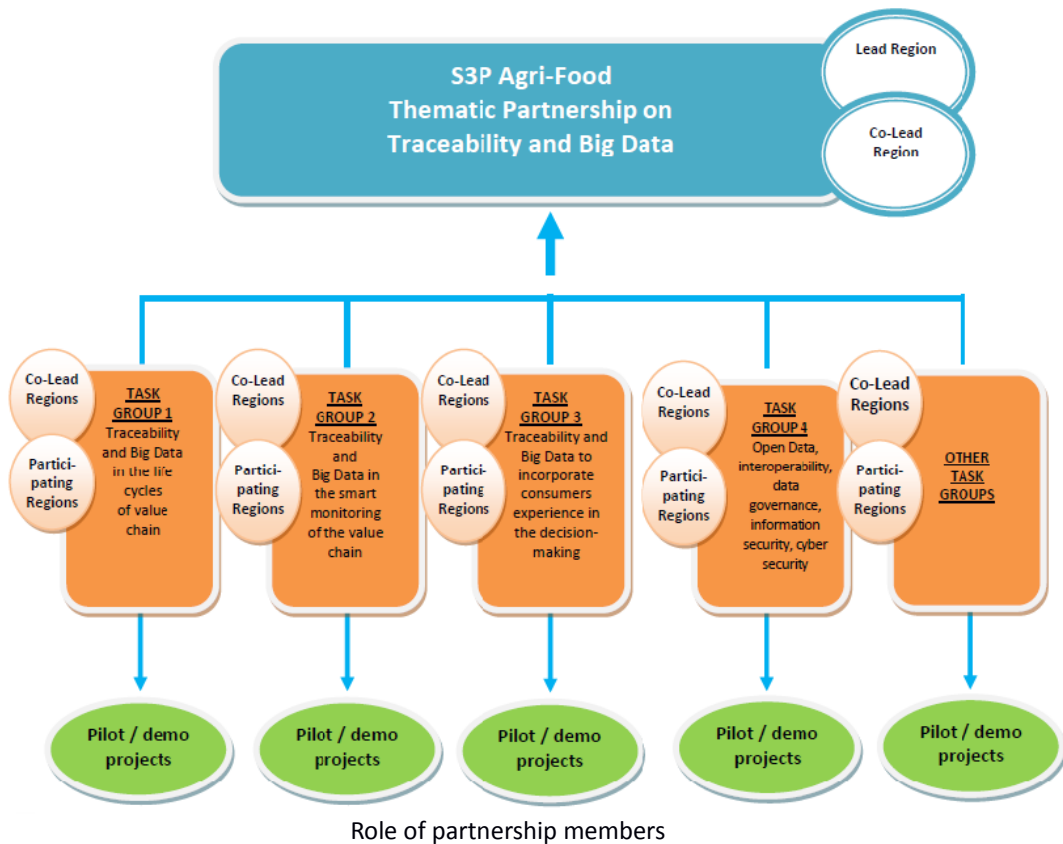 S3P Agri-Food
Thematic Partnership on
Traceability and Big Data
Lead Region
Co-Lead
Region
Co-Lead
Regions
Partici-
pating
Regions
TASK
GROUP 1
Traceability
and Big Data
in the life
cycles
of value
chain
Co-Lead
Regions
Partici-
pating Regions
TASK
GROUP 2
Traceability
and
Big Data in
the smart
monitoring
of the value
chain
Co-Lead
Regions
Partici-
pating Regions
TASK
GROUP 3
Traceability and
Big Data to
incorporate
consumers
experience in
the decision-
making
Co-Lead
Regions
Partici-
pating
Regions
TASK
GROUP 4
Open Data,
interoperability,
data
governance,
information
security, cyber
security
Co-Lead
Regions
Partici-
pating
Regions
OTHER
TASK
GROUPS
Pilot / demo
projects
Pilot / demo
projects
Pilot / demo
projects
Pilot / demo
projects
Pilot / demo
projects
Role of partnership members